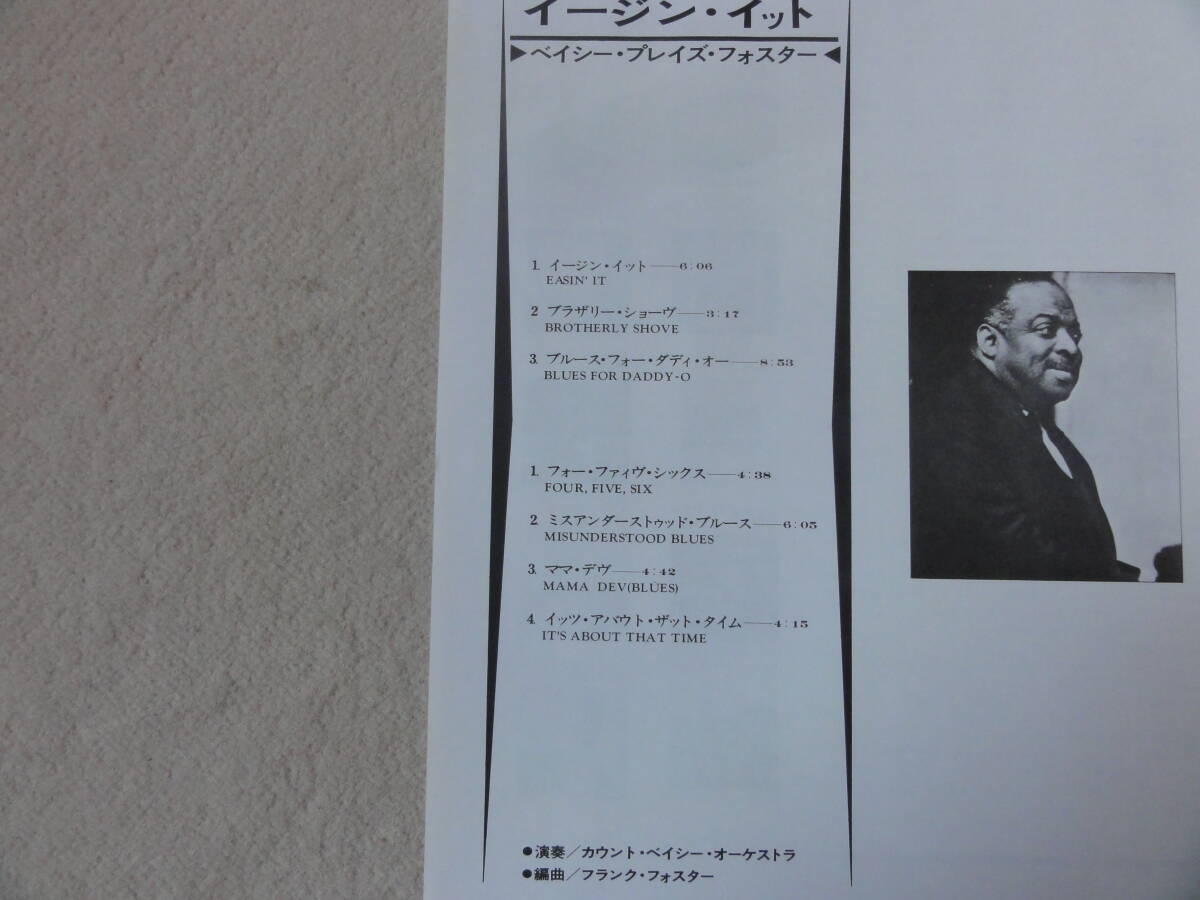 イージン・イット
▶ベイシー・プレイズ・フォスター◀
1. イージン・イット――6：06
EASIN' IT
2 ブラザリー・ショーヴ――3：17
BROTHERLY SHOVE
3. ブルース・フォー・ダディ・オー――8：53
BLUES FOR DADDY-O
1. フォー・ファイヴ・シックス――4：38
FOUR, FIVE, SIX
2. ミスアンダーストゥッド・ブルース――6：05
MISUNDERSTOOD BLUES
3. ママ・デヴ――4：42
MAMA DEV(BLUES)
4. イッツ・アバウト・ザット・タイム――4：15
IT'S ABOUT THAT TIME
●演奏／カウント・ベイシー・オーケストラ
●編曲／フランク・フォスター